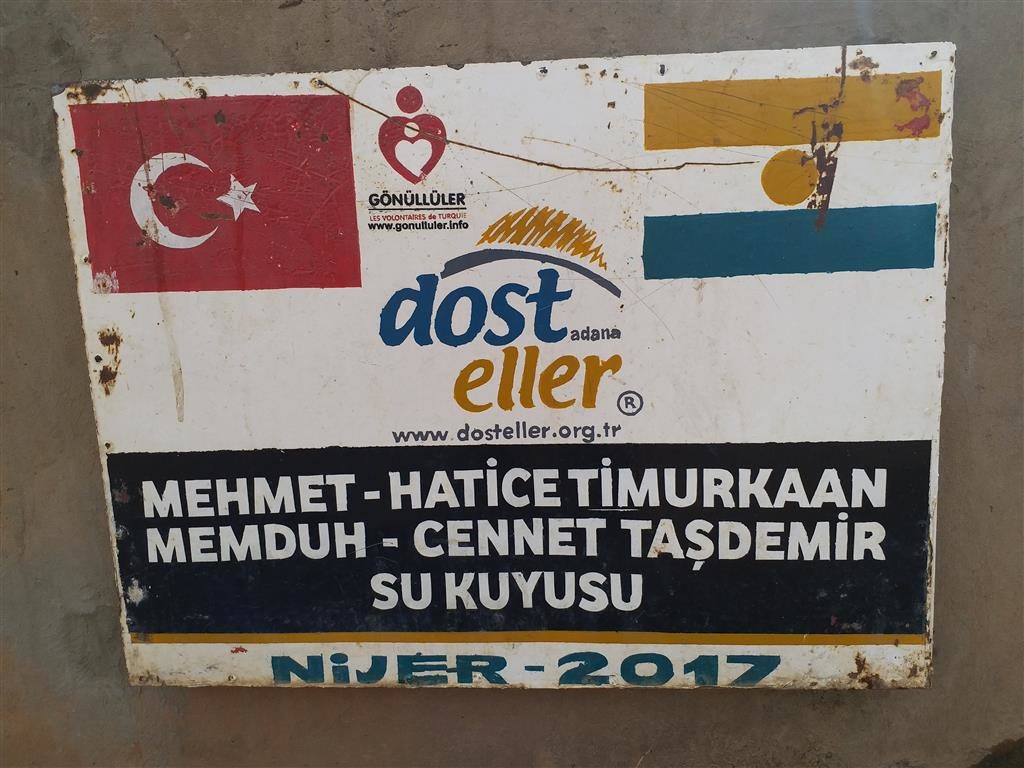 GÖNÜLLÜLER
LES VOLONTAIRES de TURQUIE
www.gonulluler.info
dost
adana
eller ®
www.dosteller.org.tr
MEHMET - HATİCE TİMURKAAN
MEMDUH - CENNET TAŞDEMİR
SU KUYUSU
NİJER - 2017